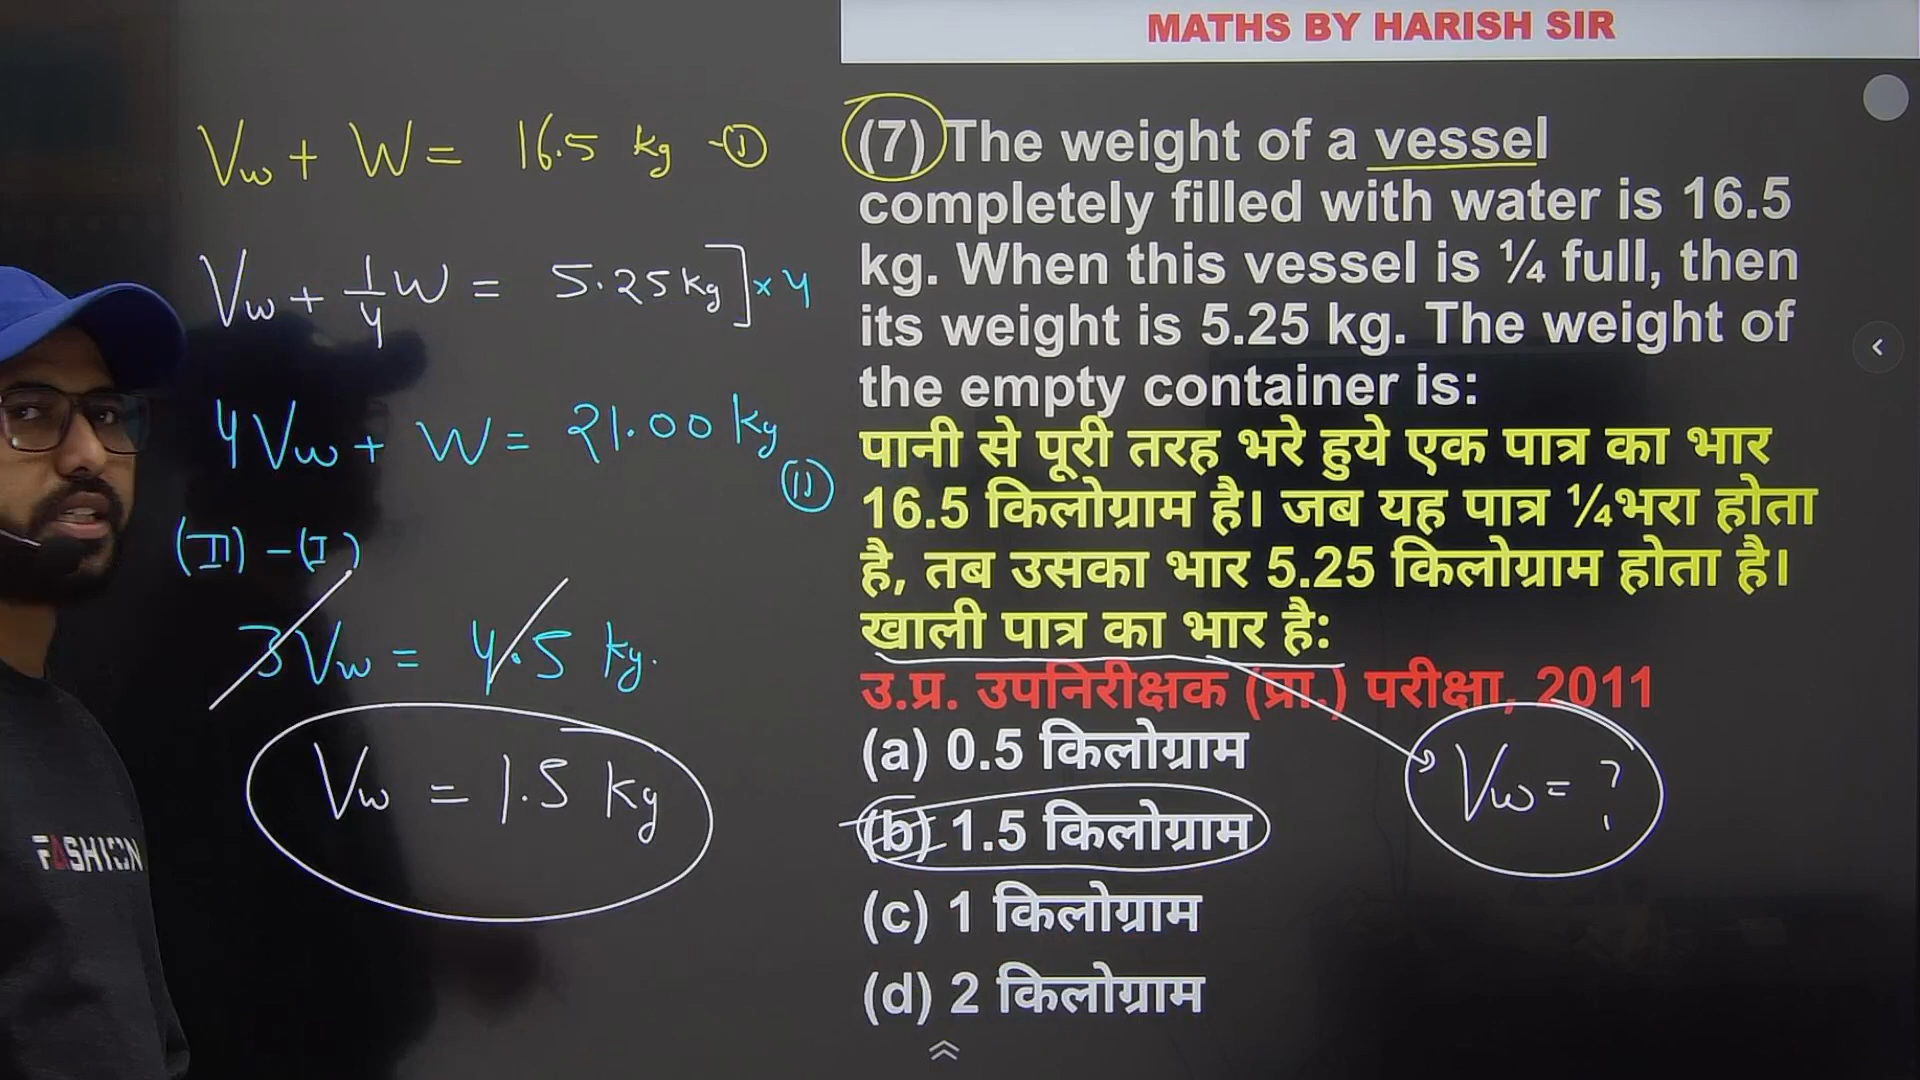 MATHS BY HARISH SIR
Vw + W = 16.5 kg -(I)
Vw + 1/4 W = 5.25 kg] × 4
4Vw + W = 21.00 kg
(II)
(II) - (I)
3Vw = 4.5 kg.
Vw = 1.5 kg
(7) The weight of a vessel
completely filled with water is 16.5
kg. When this vessel is ¼ full, then
its weight is 5.25 kg. The weight of
the empty container is:
पानी से पूरी तरह भरे हुये एक पात्र का भार
16.5 किलोग्राम है। जब यह पात्र ¼भरा होता
है, तब उसका भार 5.25 किलोग्राम होता है।
खाली पात्र का भार है:
उ.प्र. उपनिरीक्षक (प्रा.) परीक्षा, 2011
(a) 0.5 किलोग्राम
Vw = ?
(b) 1.5 किलोग्राम
(c) 1 किलोग्राम
(d) 2 किलोग्राम
FASHION